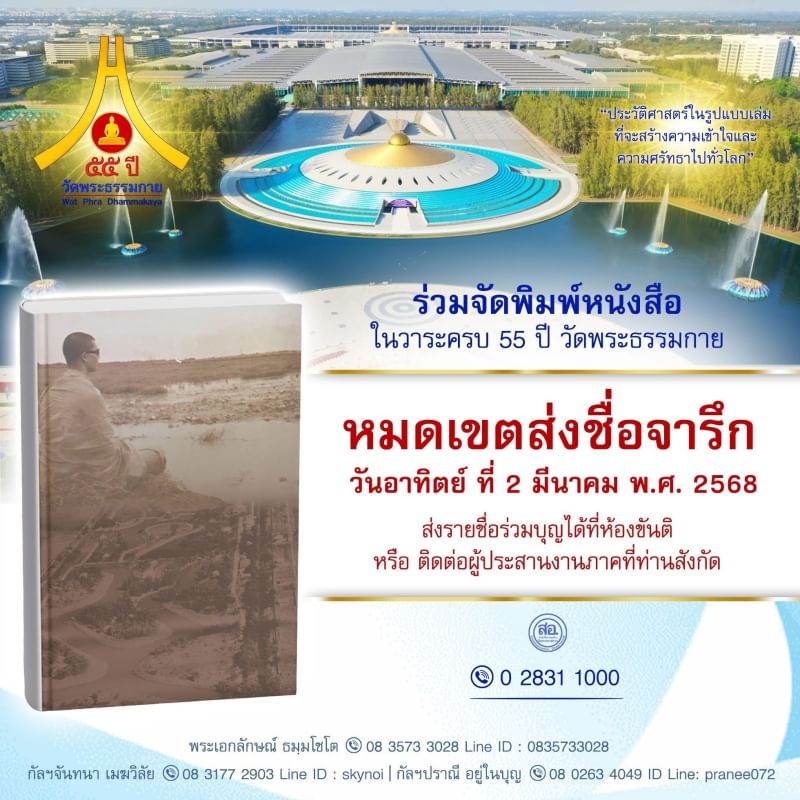 ๕๕ ปี
วัดพระธรรมกาย
Wat Phra Dhammakaya
“ประวัติศาสตร์ในรูปแบบเล่ม
ที่จะสร้างความเข้าใจและ
ความศรัทธาไปทั่วโลก”
ร่วมจัดพิมพ์หนังสือ
ในวาระครบ 55 ปี วัดพระธรรมกาย
หมดเขตส่งชื่อจารึก
วันอาทิตย์ ที่ 2 มีนาคม พ.ศ. 2568
ส่งรายชื่อร่วมบุญได้ที่ห้องขันติ
หรือ ติดต่อผู้ประสานงานภาคที่ท่านสังกัด
สอ.
0 2831 1000
พระเอกลักษณ์ ธมฺมโชโต 08 3573 3028 Line ID : 0835733028
กัลฯจันทนา เมฆวิลัย 08 3177 2903 Line ID : skynoi | กัลฯปราณี อยู่ในบุญ 08 0263 4049 ID Line: pranee072